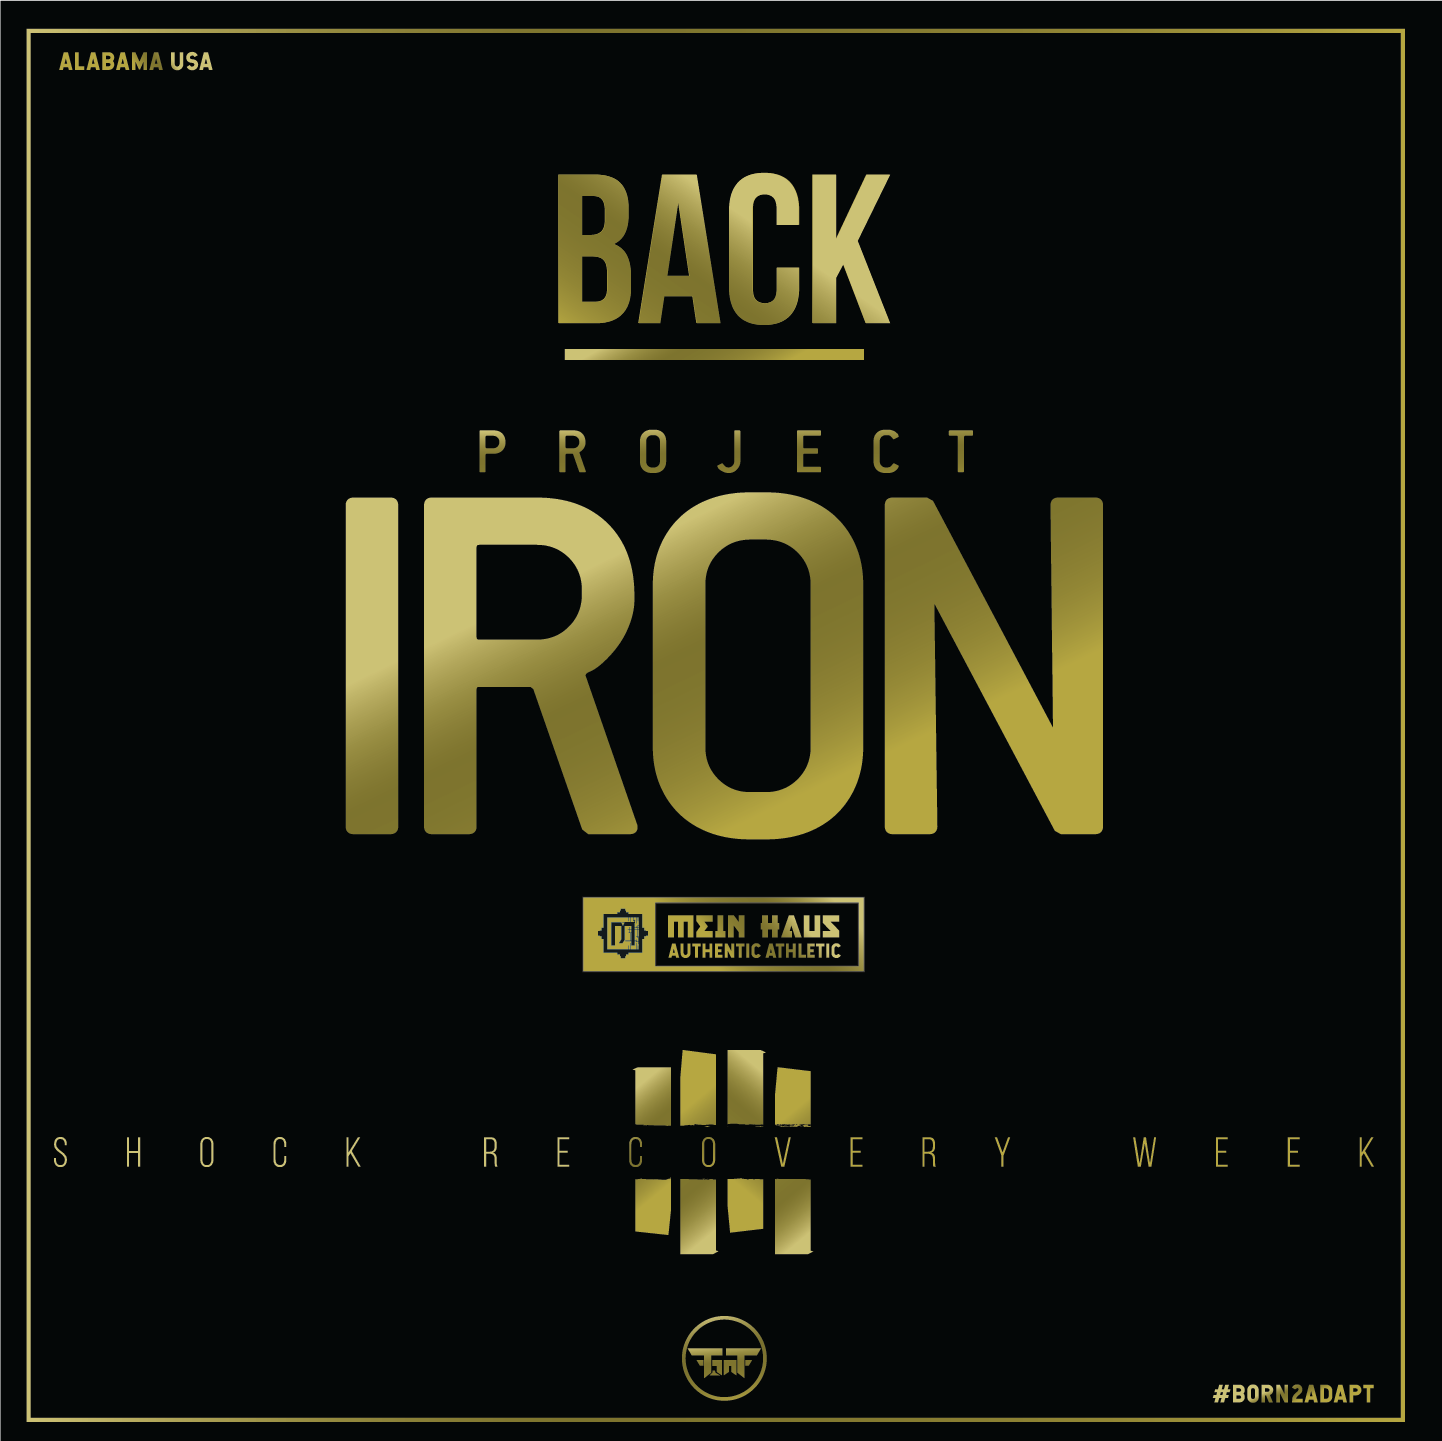 ALABAMA USA
BACK
PROJECT
IRON
MEIN HAUS
AUTHENTIC ATHLETIC
SHOCK RECOVERY WEEK
#BORN2ADAPT